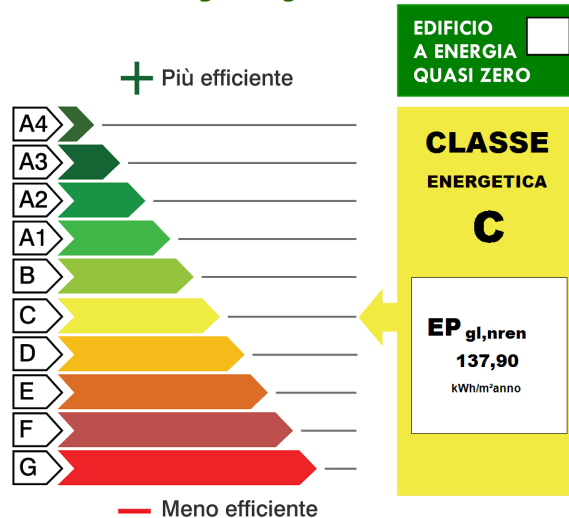 EDIFICIO
A ENERGIA
QUASI ZERO
Più efficiente
A4
A3
A2
A1
B
C
D
E
F
G
Meno efficiente
CLASSE
ENERGETICA
C
EP gl,nren
137,90
kWh/m²anno